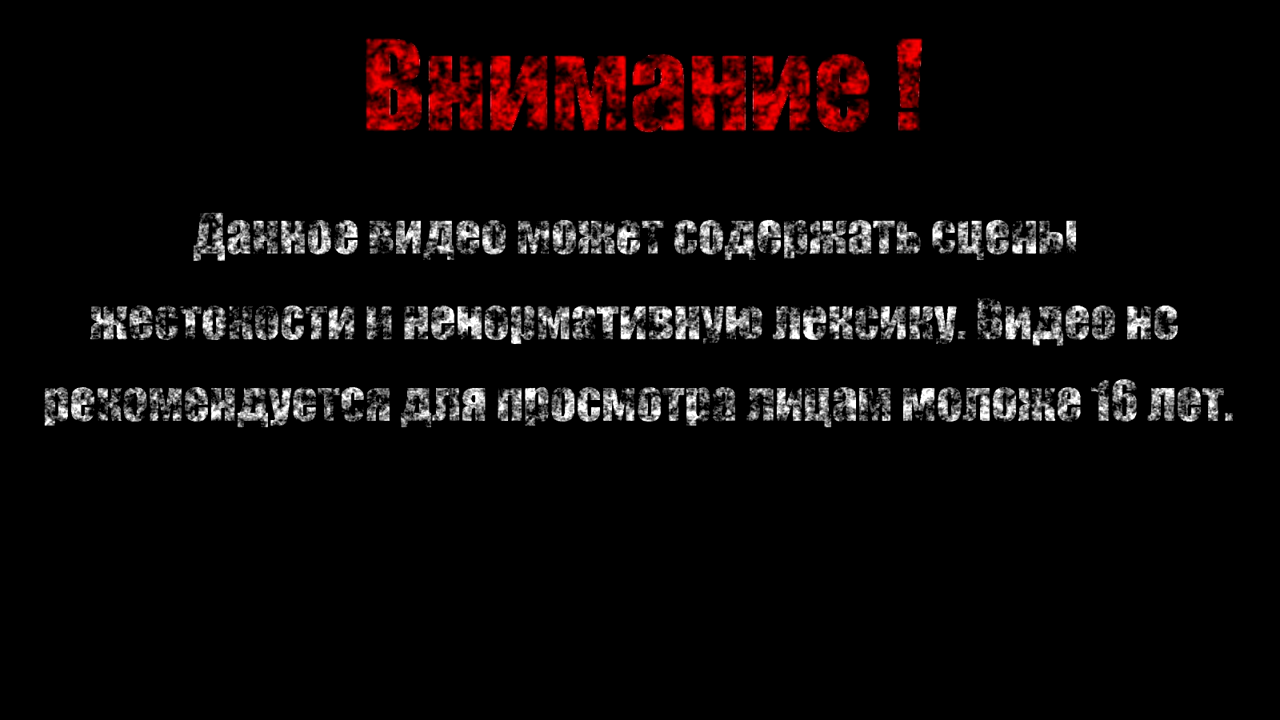 Внимание !
Данное видео может содержать сцены
жестокости и ненормативную лексику. Видео не
рекомендуется для просмотра лицам моложе 16 лет.